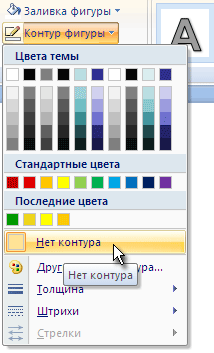 Заливка фигуры
Контур фигуры
A
Цвета темы
Стандартные цвета
Последние цвета
Нет контура
Нет контура
Толщина
Штрихи
Стрелки